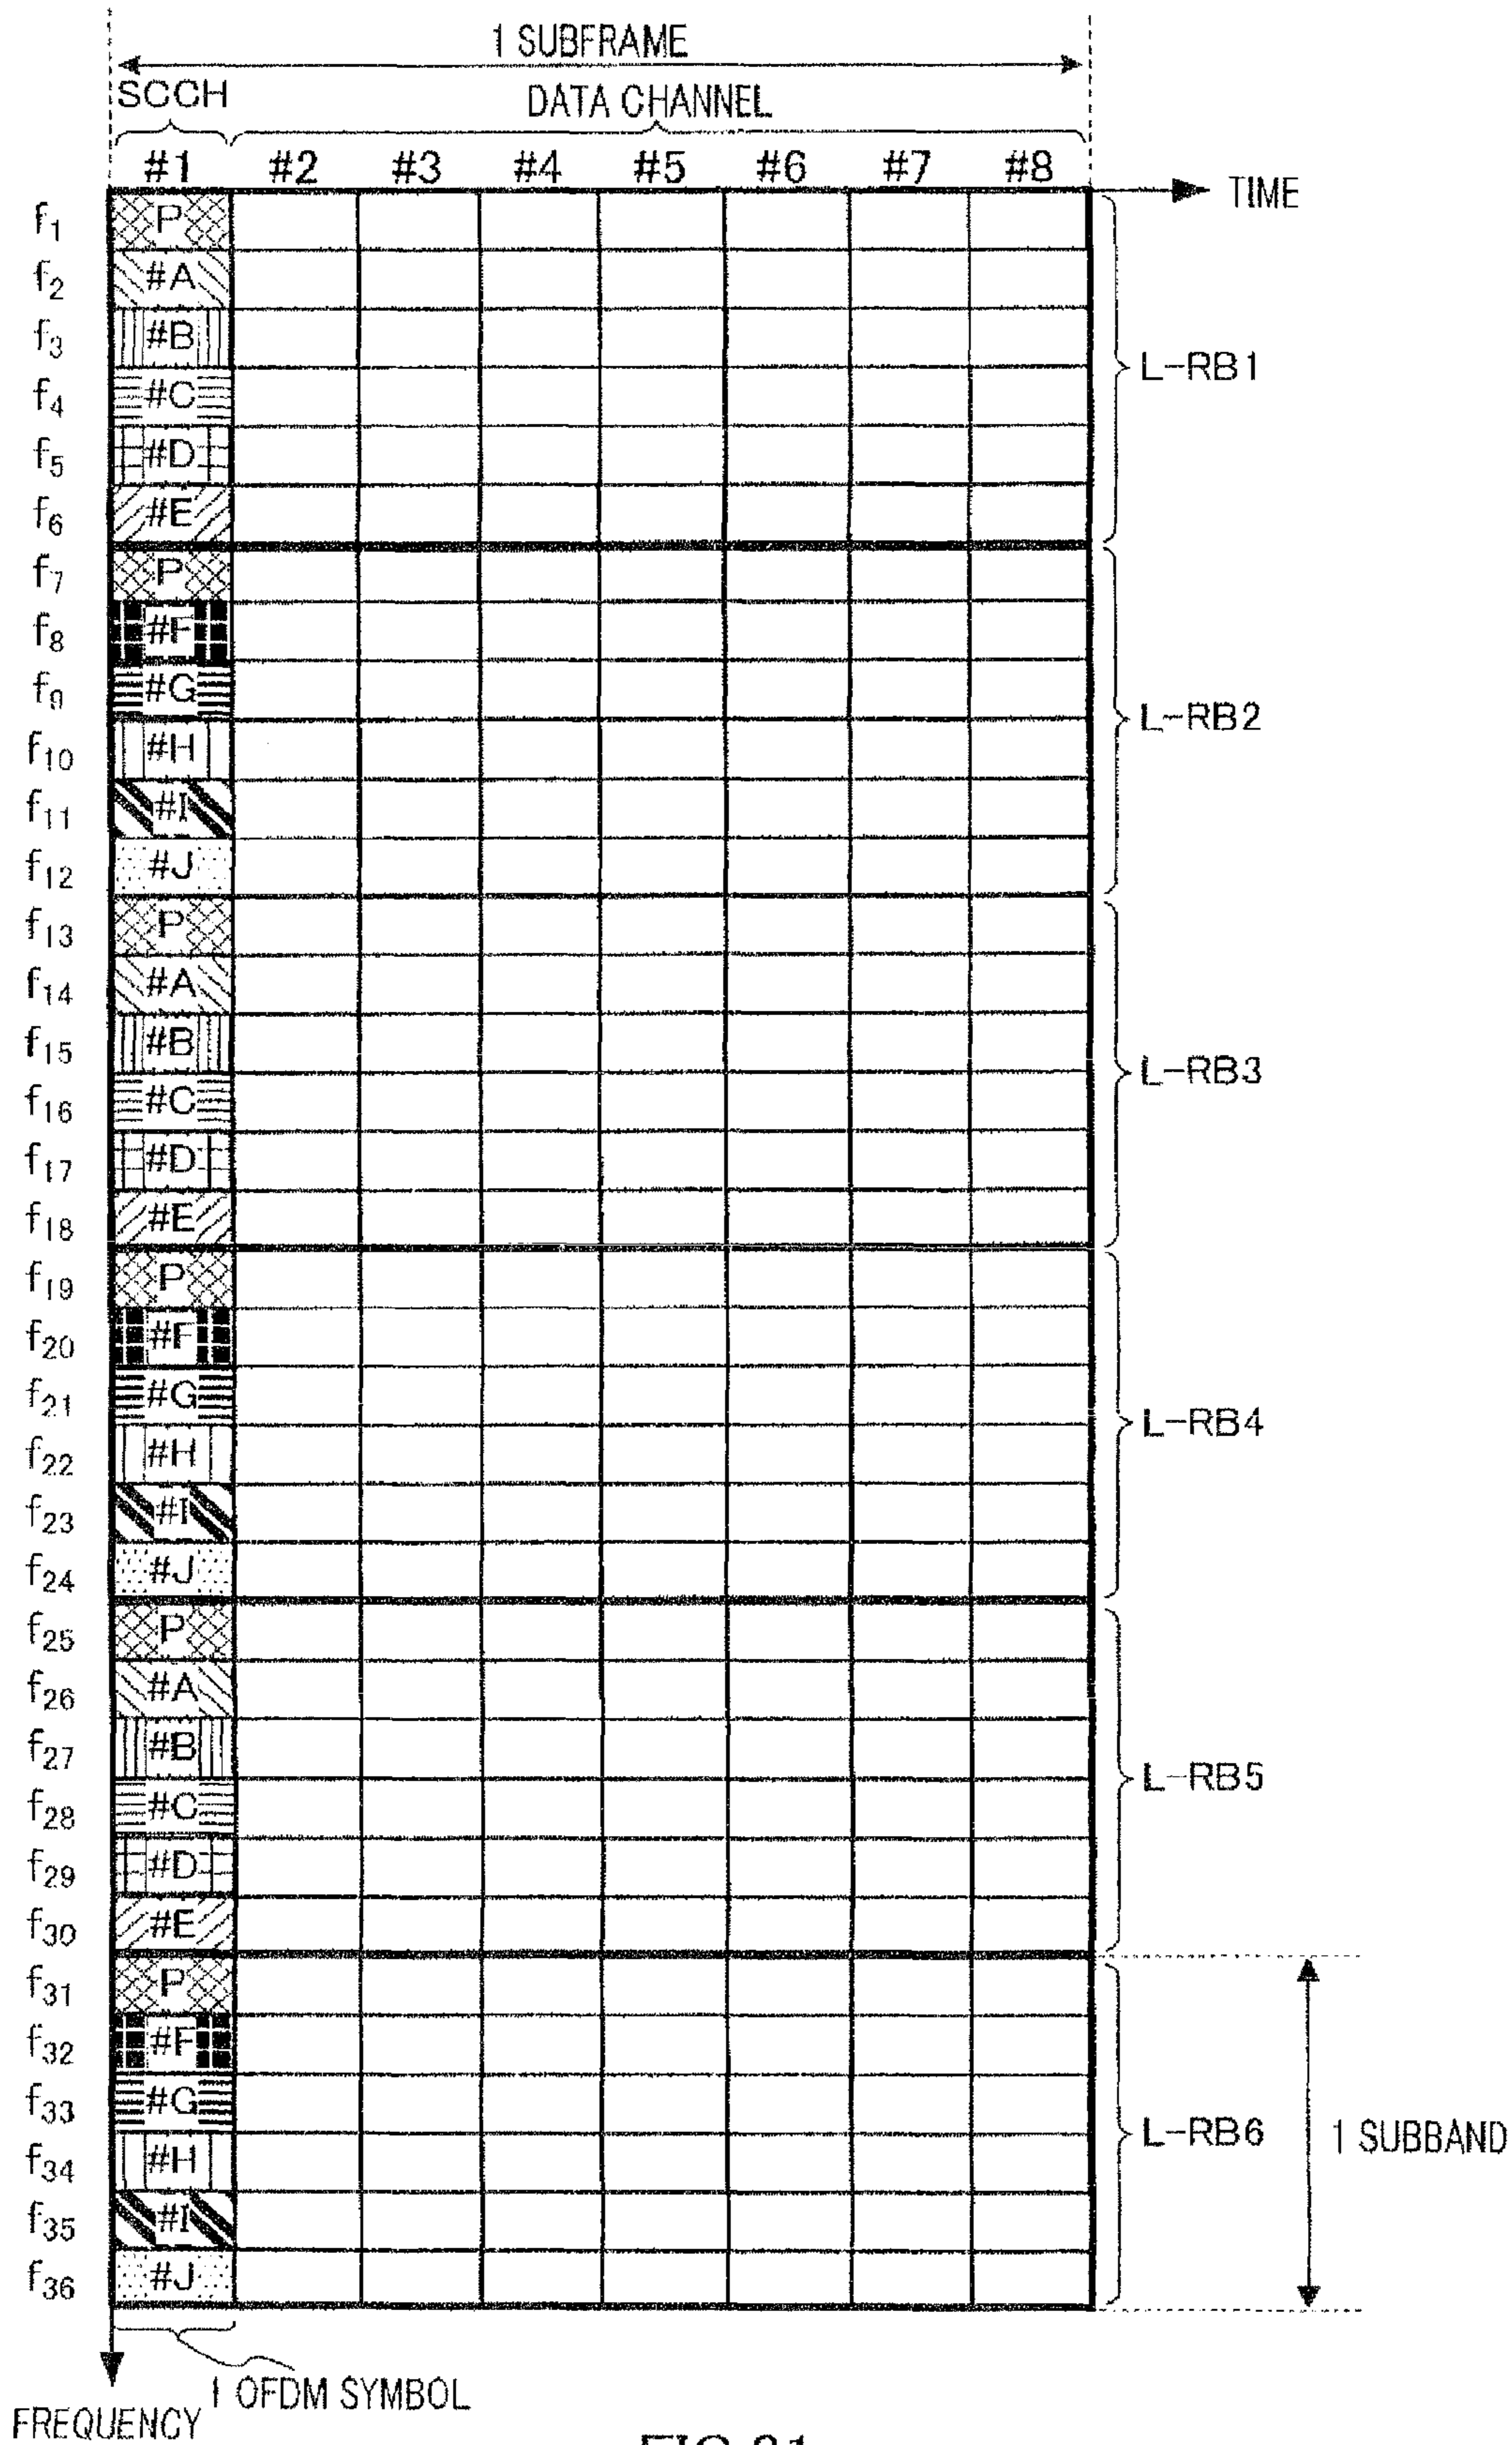 1 SUBFRAME
SCCH DATA CHANNEL
#1 #2 #3 #4 #5 #6 #7 #8
TIME
f1 P
f2 #A
f3 #B
f4 #C
f5 #D
f6 #E
L-RB1
f7 P
f8 #F
f9 #G
f10 #H
f11 #I
f12 #J
L-RB2
f13 P
f14 #A
f15 #B
f16 #C
f17 #D
f18 #E
L-RB3
f19 P
f20 #F
f21 #G
f22 #H
f23 #I
f24 #J
L-RB4
f25 P
f26 #A
f27 #B
f28 #C
f29 #D
f30 #E
L-RB5
f31 P
f32 #F
f33 #G
f34 #H
f35 #I
f36 #J
L-RB6
1 SUBBAND
1 OFDM SYMBOL
FREQUENCY